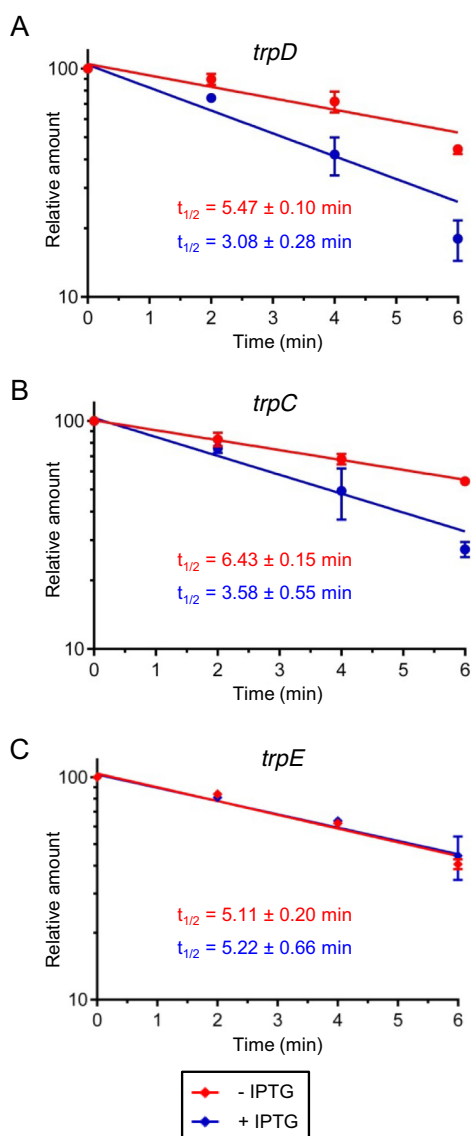 A
trpD
100
Relative amount
t1/2 = 5.47 ± 0.10 min
t1/2 = 3.08 ± 0.28 min
10
0 1 2 3 4 5 6
Time (min)
B
trpC
100
Relative amount
t1/2 = 6.43 ± 0.15 min
t1/2 = 3.58 ± 0.55 min
10
0 1 2 3 4 5 6
Time (min)
C
trpE
100
Relative amount
t1/2 = 5.11 ± 0.20 min
t1/2 = 5.22 ± 0.66 min
10
0 1 2 3 4 5 6
Time (min)
- IPTG
+ IPTG